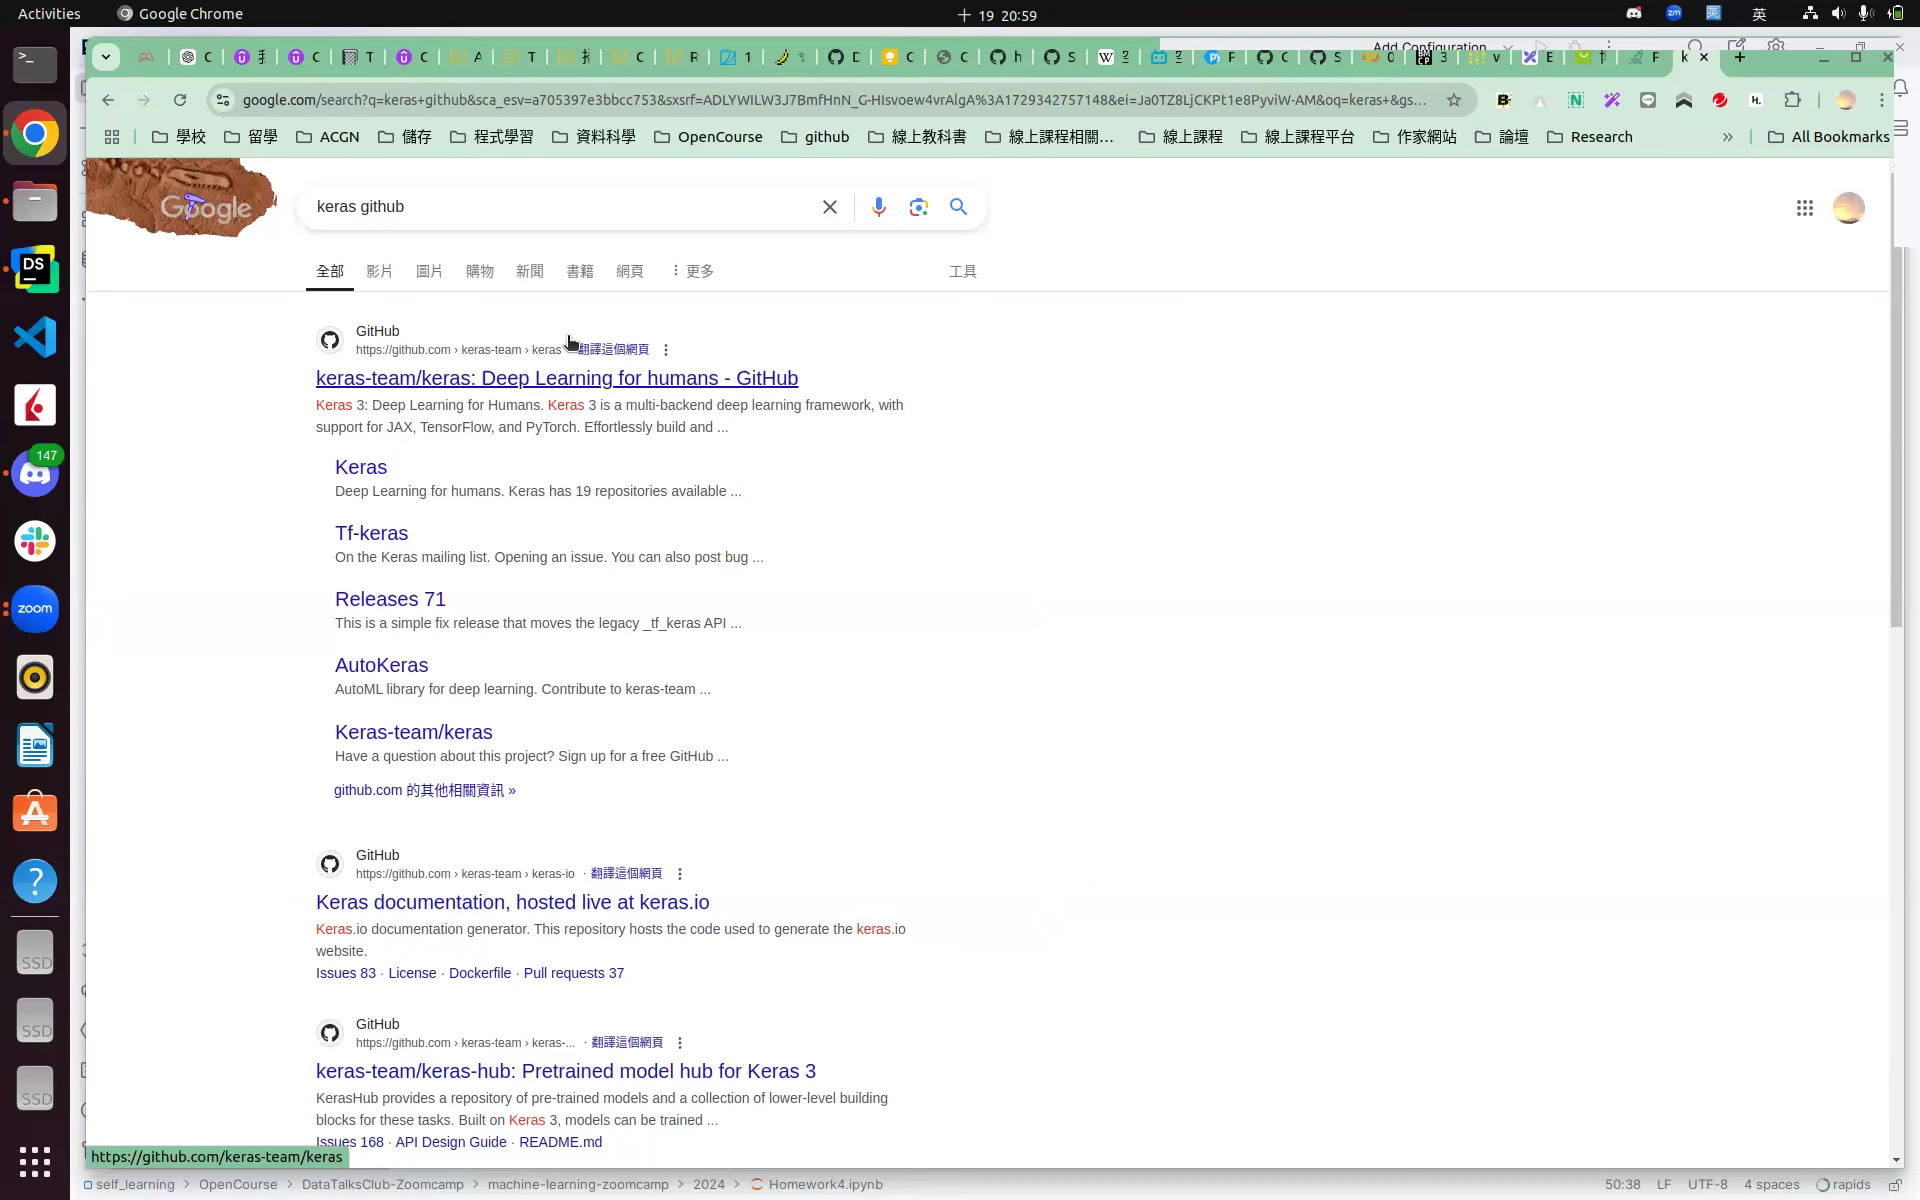 Activities
Google Chrome
19 20:59
zm
英
Add Configuration
google.com/search?q=keras+github&sca_esv=a705397e3bbcc753&sxsrf=ADLYWILW3J7BmfHnN_G-HIsvoew4vrAlgA%3A1729342757148&ei=Ja0TZ8LjCKPt1e8PyviW-AM&oq=keras+&gs...
學校
留學
ACGN
儲存
程式學習
資料科學
OpenCourse
github
線上教科書
線上課程相關...
線上課程
線上課程平台
作家網站
論壇
Research
»
All Bookmarks
Google
keras github
全部
影片
圖片
購物
新聞
書籍
網頁
更多
工具
GitHub
https://github.com › keras-team › keras
翻譯這個網頁
keras-team/keras: Deep Learning for humans - GitHub
Keras 3: Deep Learning for Humans. Keras 3 is a multi-backend deep learning framework, with
support for JAX, TensorFlow, and PyTorch. Effortlessly build and ...
Keras
Deep Learning for humans. Keras has 19 repositories available ...
Tf-keras
On the Keras mailing list. Opening an issue. You can also post bug ...
Releases 71
This is a simple fix release that moves the legacy _tf_keras API ...
AutoKeras
AutoML library for deep learning. Contribute to keras-team ...
Keras-team/keras
Have a question about this project? Sign up for a free GitHub ...
github.com 的其他相關資訊 »
GitHub
https://github.com › keras-team › keras-io · 翻譯這個網頁
Keras documentation, hosted live at keras.io
Keras.io documentation generator. This repository hosts the code used to generate the keras.io
website.
Issues 83 · License · Dockerfile · Pull requests 37
GitHub
https://github.com › keras-team › keras-... · 翻譯這個網頁
keras-team/keras-hub: Pretrained model hub for Keras 3
KerasHub provides a repository of pre-trained models and a collection of lower-level building
blocks for these tasks. Built on Keras 3, models can be trained ...
Issues 168 · API Design Guide · README.md
https://github.com/keras-team/keras
DS
147
zoom
SSD
SSD
SSD
self_learning > OpenCourse > DataTalksClub-Zoomcamp > machine-learning-zoomcamp > 2024 > Homework4.ipynb
50:38 LF UTF-8 4 spaces rapids